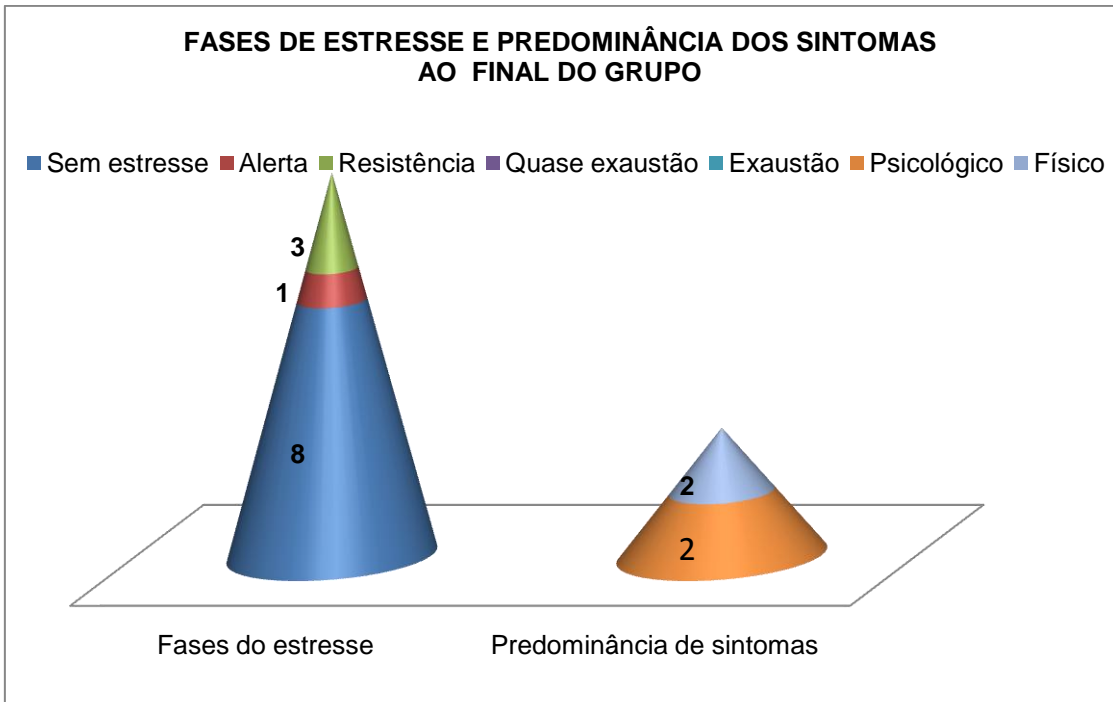 FASES DE ESTRESSE E PREDOMINÂNCIA DOS SINTOMAS
AO FINAL DO GRUPO
Sem estresse Alerta Resistência Quase exaustão Exaustão Psicológico Físico
3
1
8
2
2
Fases do estresse Predominância de sintomas